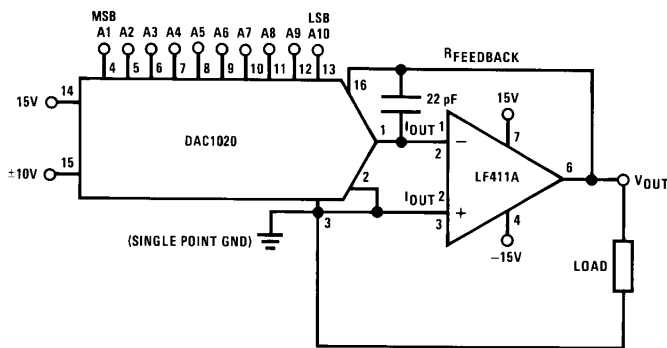 MSB LSB
A1 A2 A3 A4 A5 A6 A7 A8 A9 A10
4 5 6 7 8 9 10 11 12 13
RFEEDBACK
16
14
15V
22 pF
15V
IOUT 1
1
2
7
DAC1020
15
±10V
2
−
LF411A
6
VOUT
IOUT 2
+
3
4
3
(SINGLE POINT GND)
−15V
LOAD